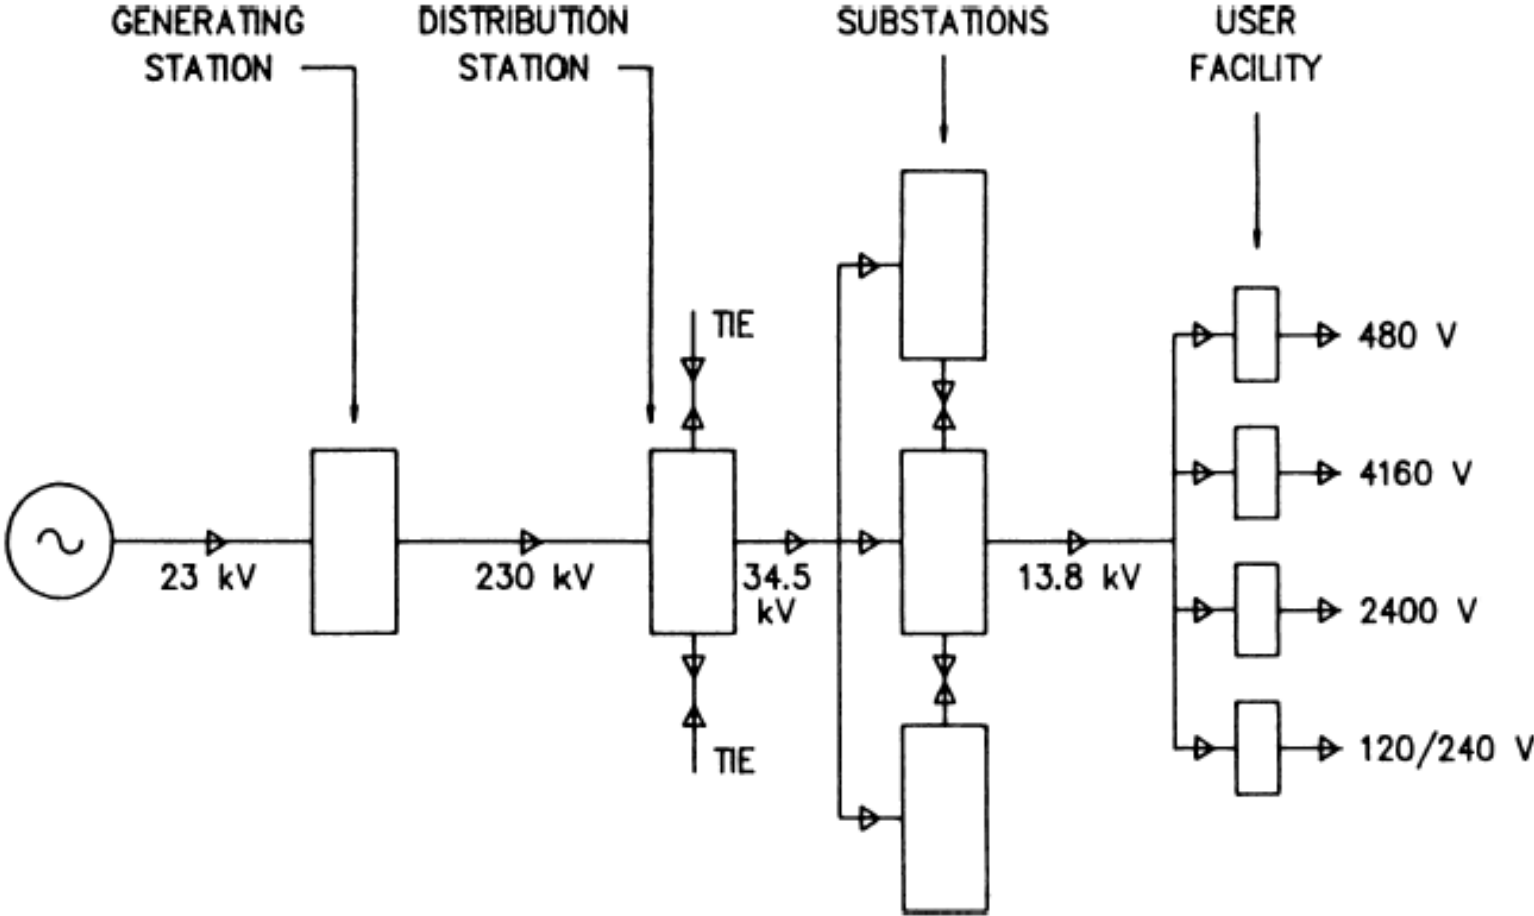 GENERATING
STATION
DISTRIBUTION
STATION
SUBSTATIONS
USER
FACILITY
TIE
480 V
4160 V
23 kV
230 kV
34.5
kV
13.8 kV
2400 V
TIE
120/240 V